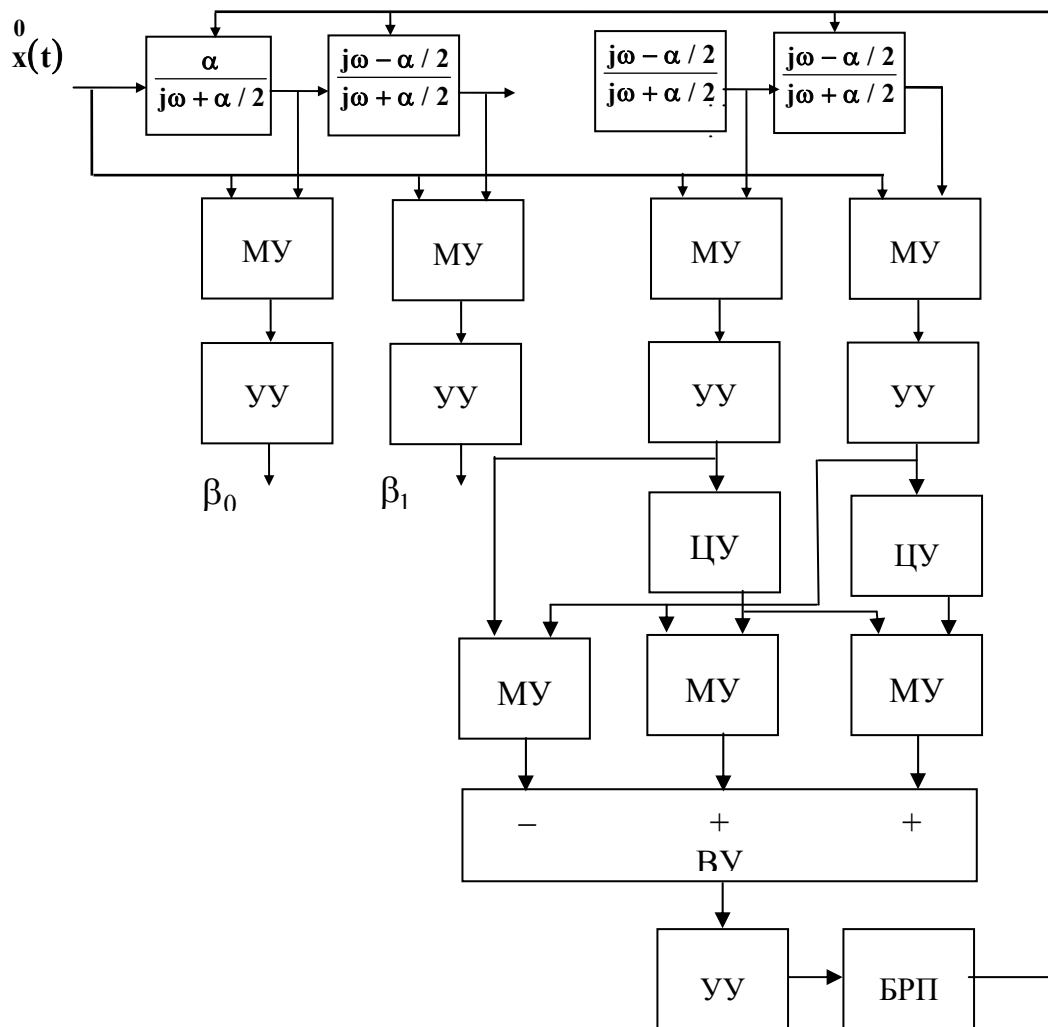 0
x(t)
α
jω + α / 2
jω − α / 2
jω + α / 2
jω − α / 2
jω + α / 2
jω − α / 2
jω + α / 2
МУ МУ МУ МУ
УУ УУ УУ УУ
β0 β1
ЦУ ЦУ
МУ МУ МУ
− + +
ВУ
УУ БРП